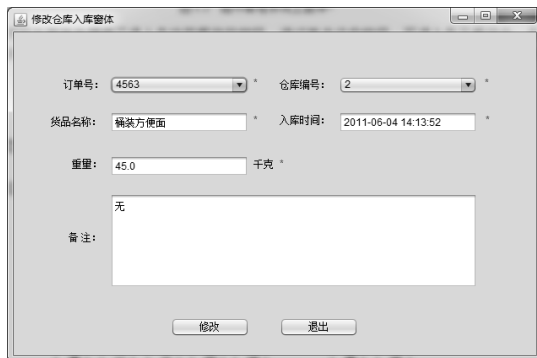 修改仓库入库窗体
订单号： 4563 * 仓库编号： 2 *
货品名称： 桶装方便面 * 入库时间： 2011-06-04 14:13:52 *
重量： 45.0 千克 *
备注： 无
修改 退出